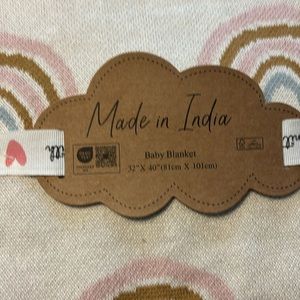 Made in India
Baby Blanket
32"X 40"(81cm X 101cm)